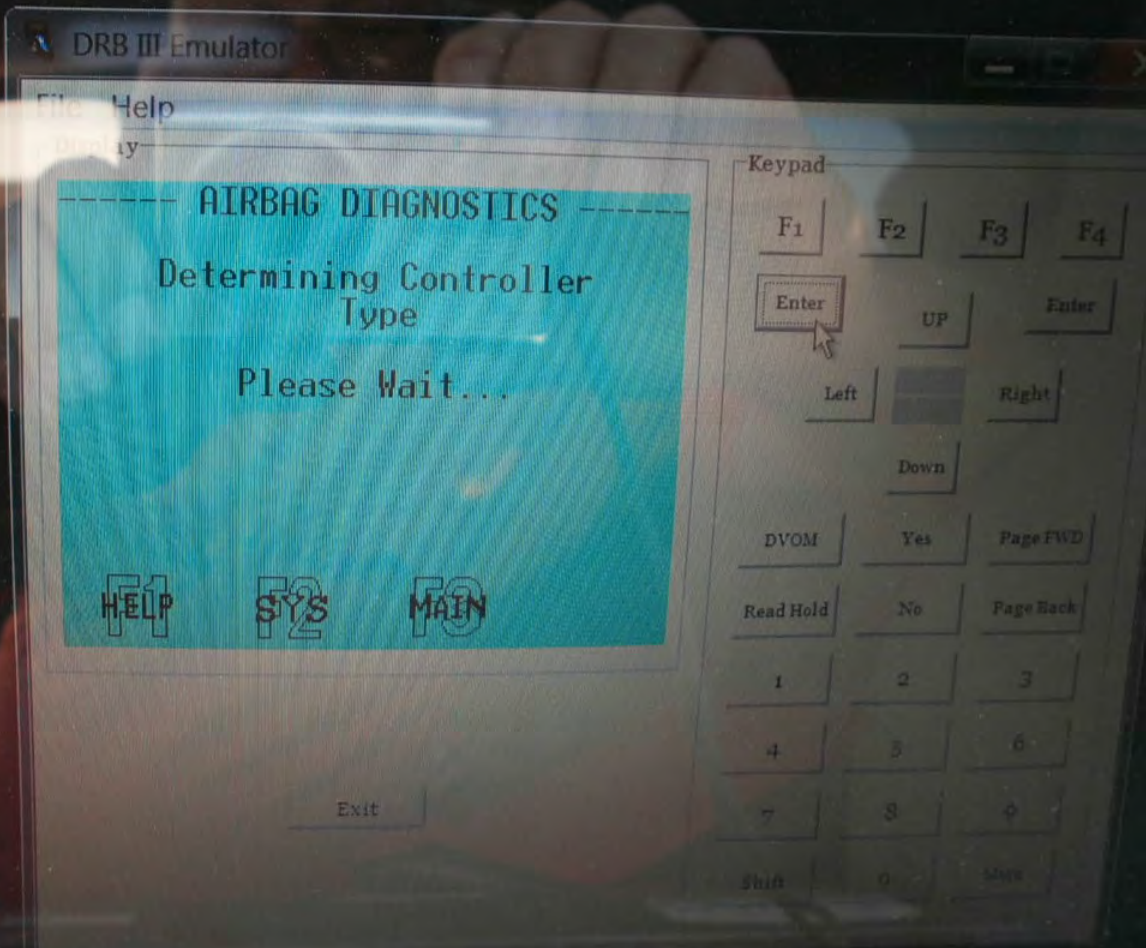 DRB III Emulator
File Help
Display
------ AIRBAG DIAGNOSTICS ------
Determining Controller
Type
Please Wait...
F1 F2 F3
HELP SYS MAIN
Exit
Keypad
F1 F2 F3 F4
Enter UP Enter
Left Right
Down
DVOM Yes Page FWD
Read Hold No Page Back
1 2 3
4 5 6
7 8 9
Shift 0